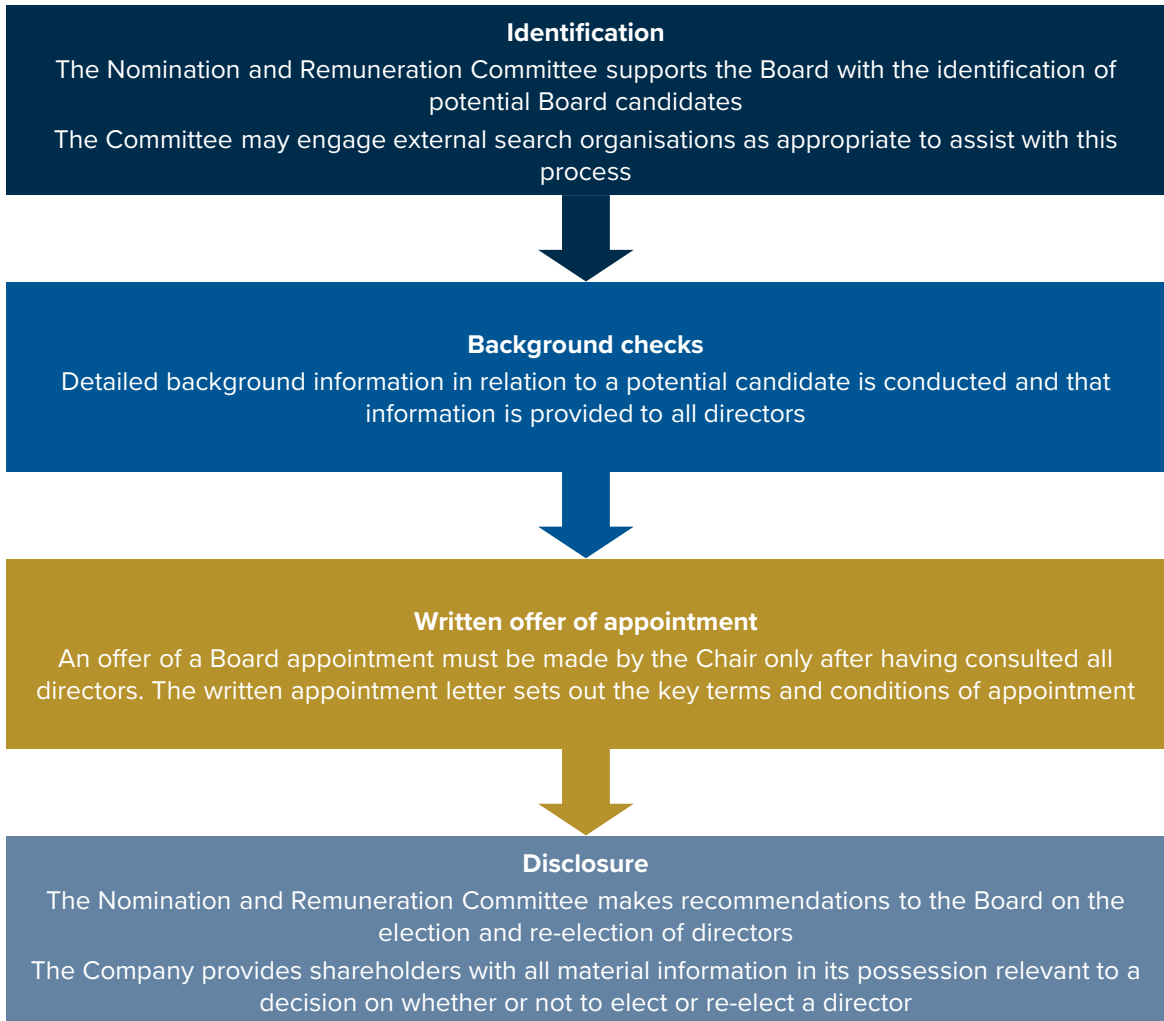 Identification
The Nomination and Remuneration Committee supports the Board with the identification of
potential Board candidates
The Committee may engage external search organisations as appropriate to assist with this
process
Background checks
Detailed background information in relation to a potential candidate is conducted and that
information is provided to all directors
Written offer of appointment
An offer of a Board appointment must be made by the Chair only after having consulted all
directors. The written appointment letter sets out the key terms and conditions of appointment
Disclosure
The Nomination and Remuneration Committee makes recommendations to the Board on the
election and re-election of directors
The Company provides shareholders with all material information in its possession relevant to a
decision on whether or not to elect or re-elect a director